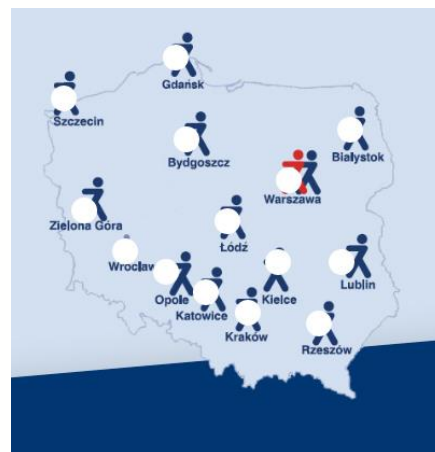 Gdańsk
Szczecin
Bydgoszcz
Białystok
Warszawa
Zielona Góra
Łódź
Wrocław
Opole
Kielce
Lublin
Katowice
Kraków
Rzeszów